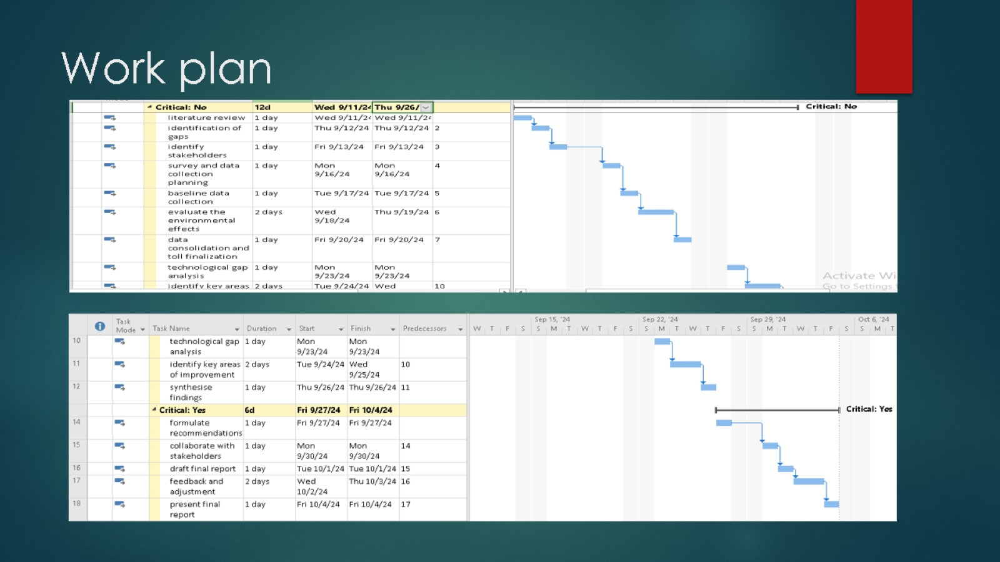 Work plan
Critical: No 12d Wed 9/11/24 Thu 9/26/ Critical: No
literature review 1 day Wed 9/11/24 Wed 9/11/24
identification of 1 day Thu 9/12/24 Thu 9/12/24 2
gaps
identify 1 day Fri 9/13/24 Fri 9/13/24 3
stakeholders
survey and data 1 day Mon Mon 4
collection 9/16/24 9/16/24
planning
baseline data 1 day Tue 9/17/24 Tue 9/17/24 5
collection
evaluate the 2 days Wed Thu 9/19/24 6
environmental 9/18/24
effects
data 1 day Fri 9/20/24 Fri 9/20/24 7
consolidation and
toll finalization
technological gap 1 day Mon Mon
analysis 9/23/24 9/23/24 Activate Wi
identify key areas 2 days Tue 9/24/24 Wed 10 Go to Settings
Task Sep 15, '24 Sep 22, '24 Sep 29, '24 Oct 6, '24
Mode Task Name Duration Start Finish Predecessors W T F S S M T W T F S S M T W T F S S M T W T F S S M T
10 technological gap 1 day Mon Mon
analysis 9/23/24 9/23/24
11 identify key areas 2 days Tue 9/24/24 Wed 10
of improvement 9/25/24
12 synthesise 1 day Thu 9/26/24 Thu 9/26/24 11
findings
Critical: Yes 6d Fri 9/27/24 Fri 10/4/24 Critical: Yes
14 formulate 1 day Fri 9/27/24 Fri 9/27/24
recommendations
15 collaborate with 1 day Mon Mon 14
stakeholders 9/30/24 9/30/24
16 draft final report 1 day Tue 10/1/24 Tue 10/1/24 15
17 feedback and 2 days Wed Thu 10/3/24 16
adjustment 10/2/24
18 present final 1 day Fri 10/4/24 Fri 10/4/24 17
report